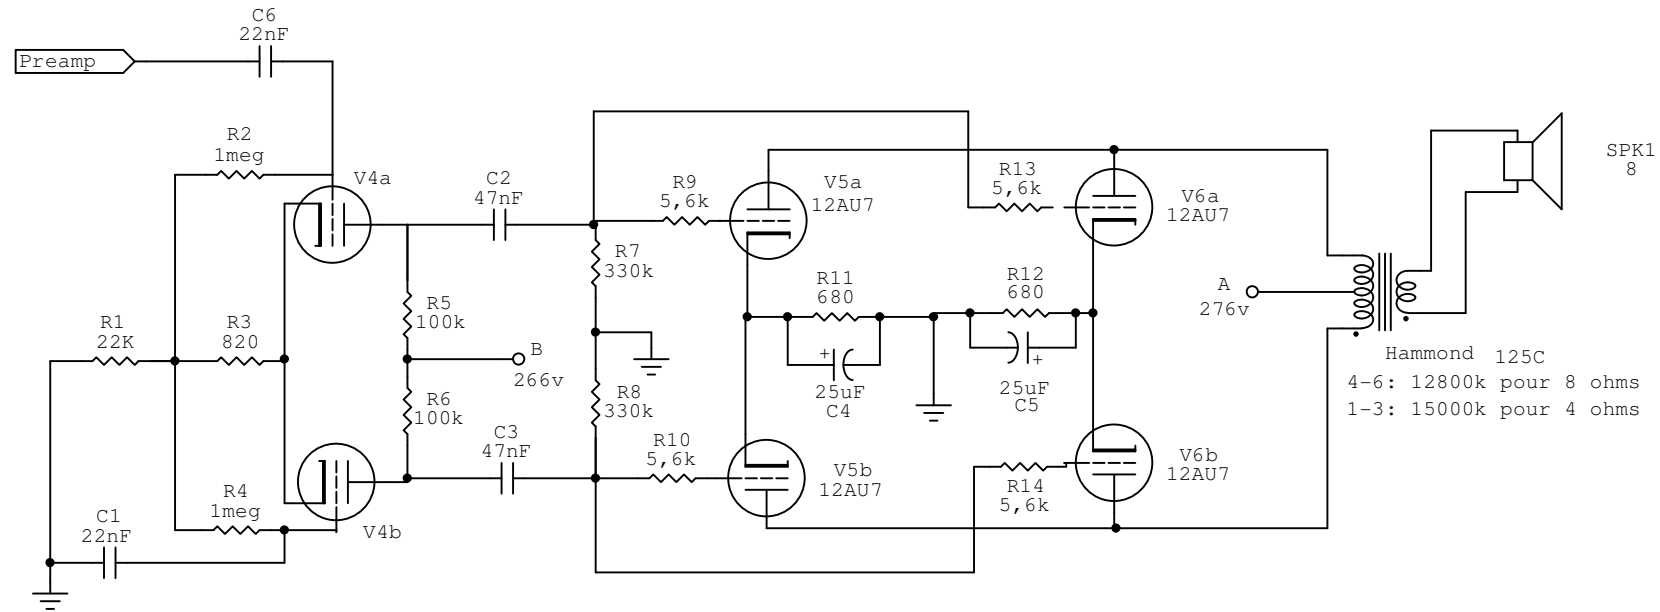 C6
22nF
Preamp
R2
1meg
V4a
C2
47nF
R9
5,6k
V5a
12AU7
R13
5,6k
V6a
12AU7
SPK1
8
R7
330k
R11
680
R12
680
A
276v
R1
22K
R3
820
R5
100k
B
266v
R6
100k
R8
330k
+
25uF
C4
+
25uF
C5
Hammond 125C
4-6: 12800k pour 8 ohms
1-3: 15000k pour 4 ohms
C3
47nF
R10
5,6k
V5b
12AU7
V6b
12AU7
R14
5,6k
R4
1meg
V4b
C1
22nF